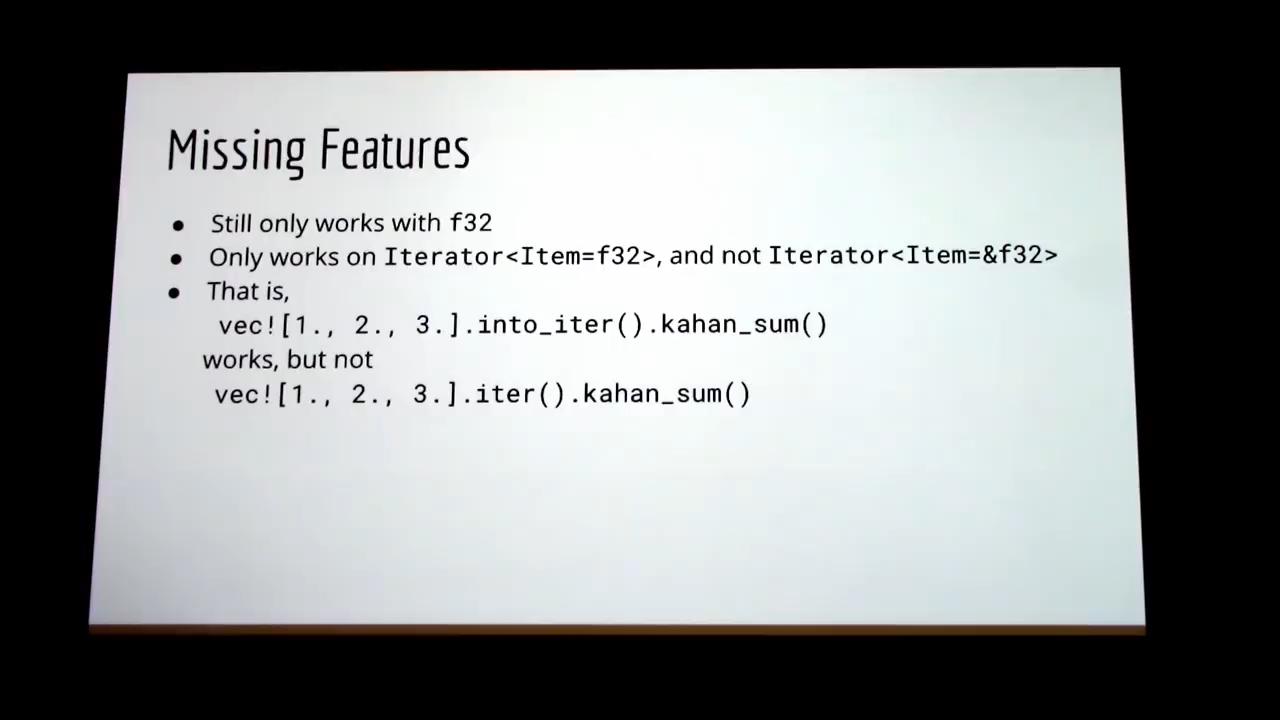 Missing Features
● Still only works with f32
● Only works on Iterator<Item=f32>, and not Iterator<Item=&f32>
● That is,
vec![1., 2., 3.].into_iter().kahan_sum()
works, but not
vec![1., 2., 3.].iter().kahan_sum()